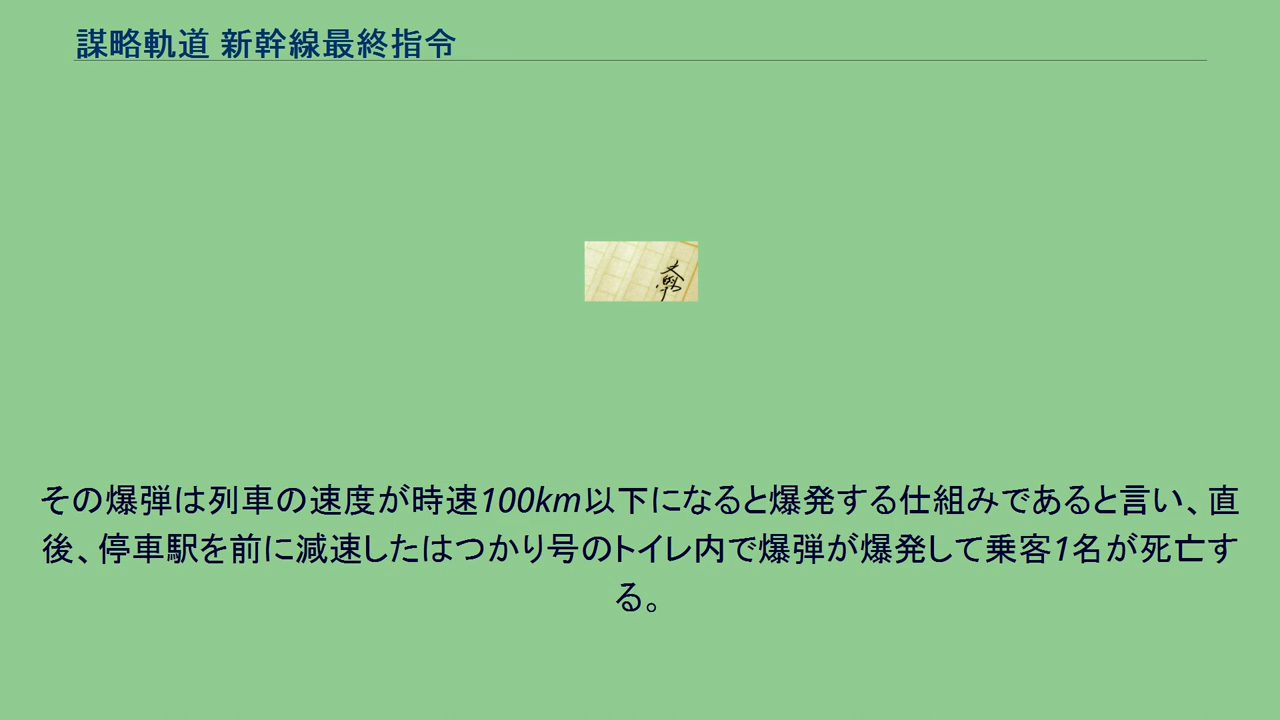 謀略軌道 新幹線最終指令
その爆弾は列車の速度が時速100km以下になると爆発する仕組みであると言い、直
後、停車駅を前に減速したはつかり号のトイレ内で爆弾が爆発して乗客1名が死亡す
る。